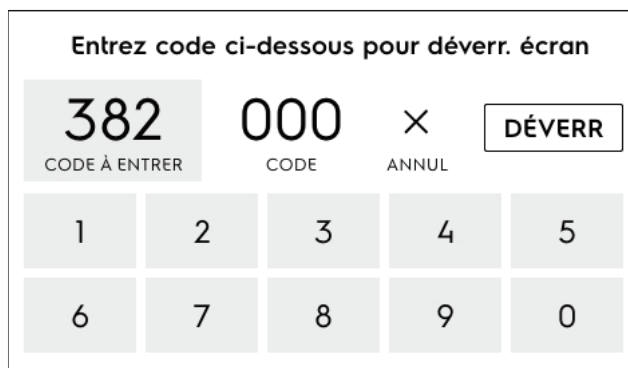 Entrez code ci-dessous pour déverr. écran
382 000 × DÉVERR
CODE À ENTRER CODE ANNUL
1 2 3 4 5
6 7 8 9 0